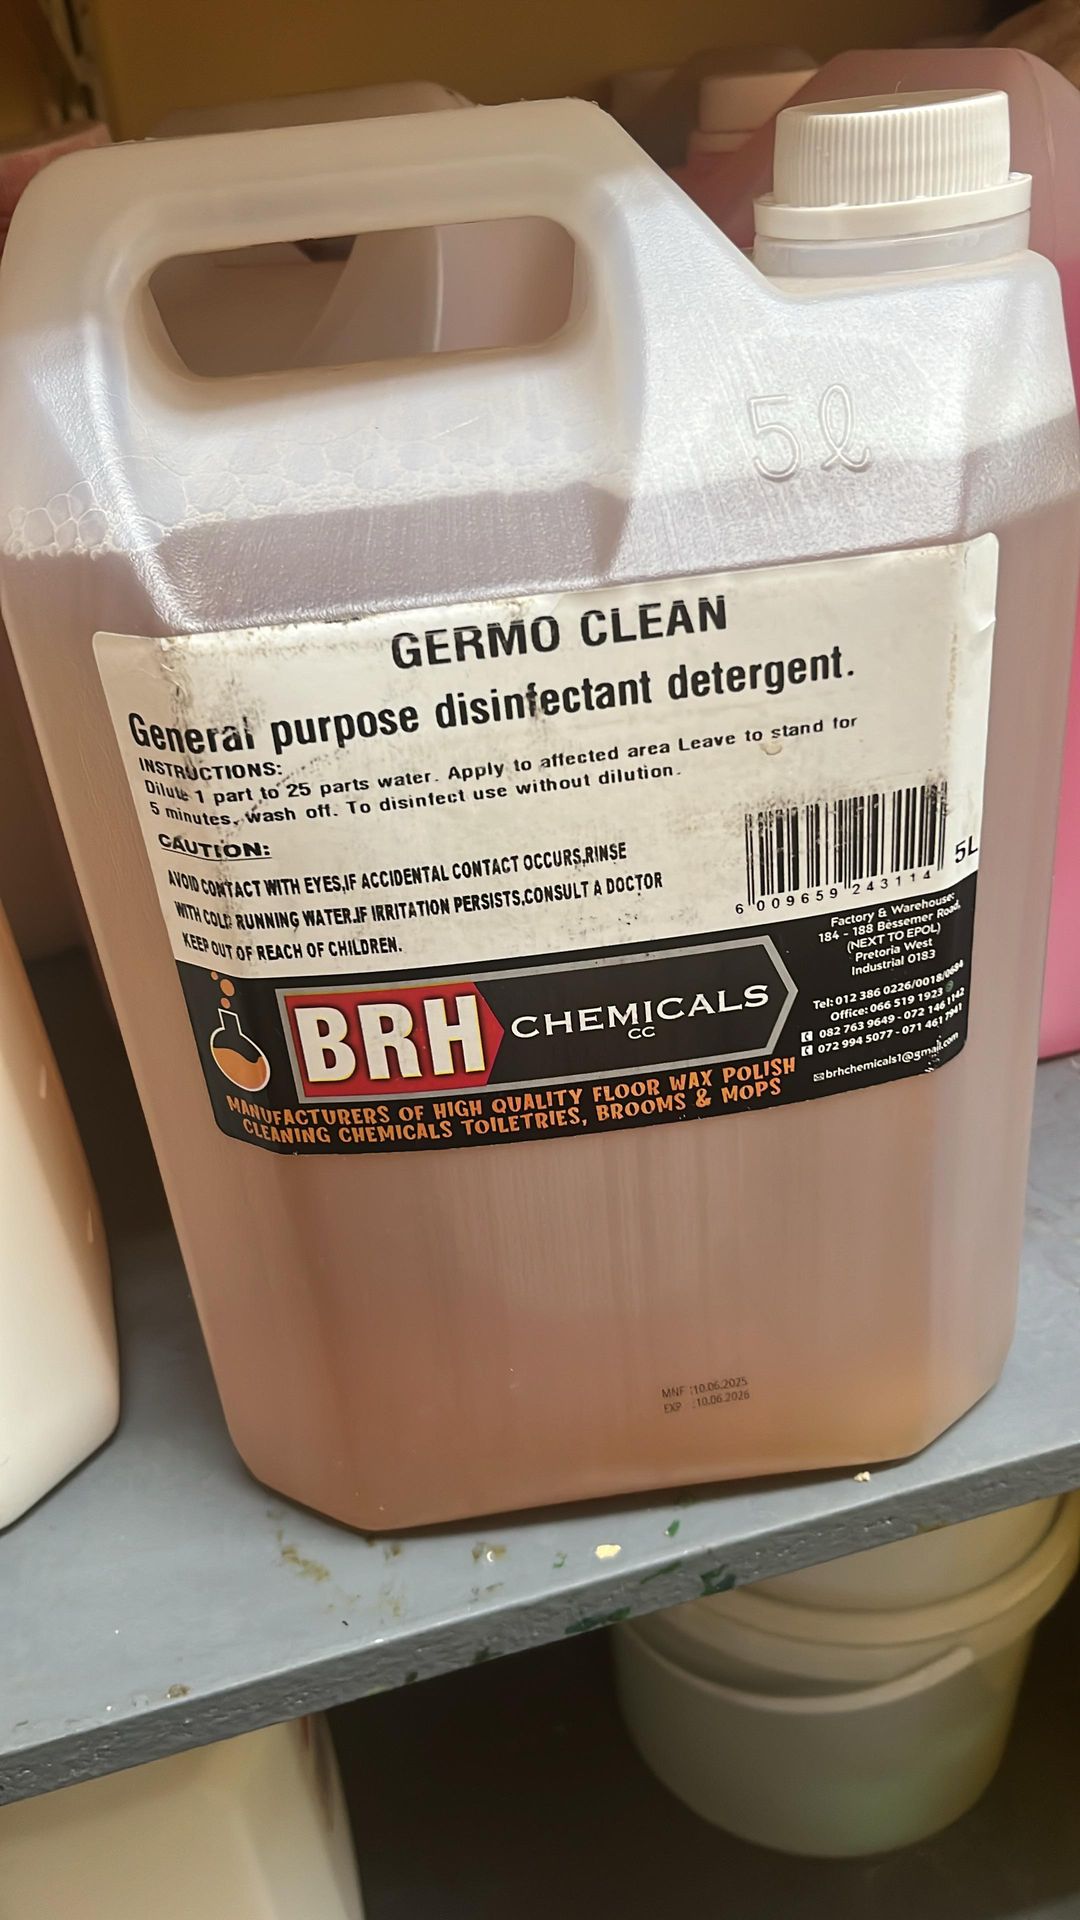 5ℓ
GERMO CLEAN
General purpose disinfectant detergent.
INSTRUCTIONS:
Dilute 1 part to 25 parts water. Apply to affected area Leave to stand for
5 minutes, wash off. To disinfect use without dilution.
CAUTION:
AVOID CONTACT WITH EYES,IF ACCIDENTAL CONTACT OCCURS,RINSE
WITH COLD RUNNING WATER.IF IRRITATION PERSISTS,CONSULT A DOCTOR
KEEP OUT OF REACH OF CHILDREN.
6 009659 243114
5L
BRH CHEMICALS
CC
MANUFACTURERS OF HIGH QUALITY FLOOR WAX POLISH
CLEANING CHEMICALS TOILETRIES, BROOMS & MOPS
Factory & Warehouse:
184 - 188 Bessemer Road,
(NEXT TO EPOL)
Pretoria West
Industrial 0183
Tel: 012 386 0226/0018/0684
Office: 066 519 1923
082 763 9649 - 072 146 1142
072 994 5077 - 071 461 7941
brhchemicals1@gmail.com
MNF :10.06.2025
EXP :10.06.2026